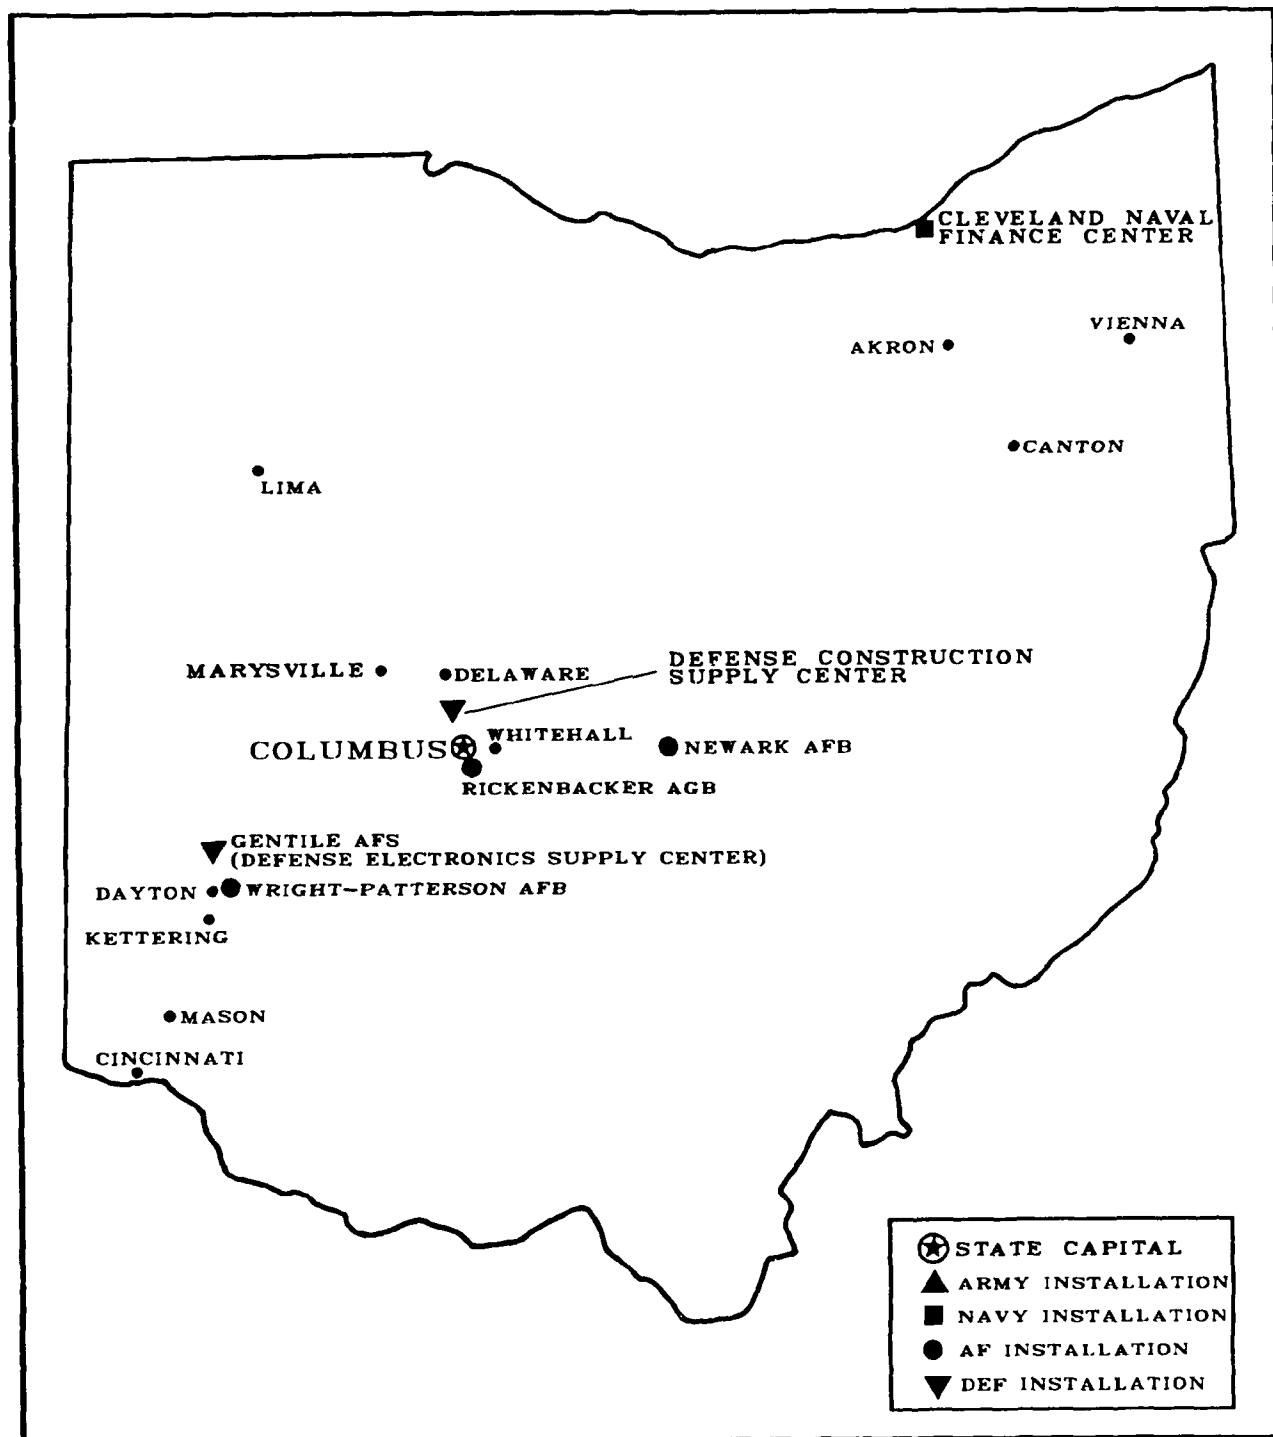 CLEVELAND NAVAL
FINANCE CENTER
VIENNA
AKRON
CANTON
LIMA
MARYSVILLE
DELAWARE
DEFENSE CONSTRUCTION
SUPPLY CENTER
WHITEHALL
COLUMBUS
NEWARK AFB
RICKENBACKER AGB
GENTILE AFS
(DEFENSE ELECTRONICS SUPPLY CENTER)
DAYTON
WRIGHT-PATTERSON AFB
KETTERING
MASON
CINCINNATI
STATE CAPITAL
ARMY INSTALLATION
NAVY INSTALLATION
AF INSTALLATION
DEF INSTALLATION